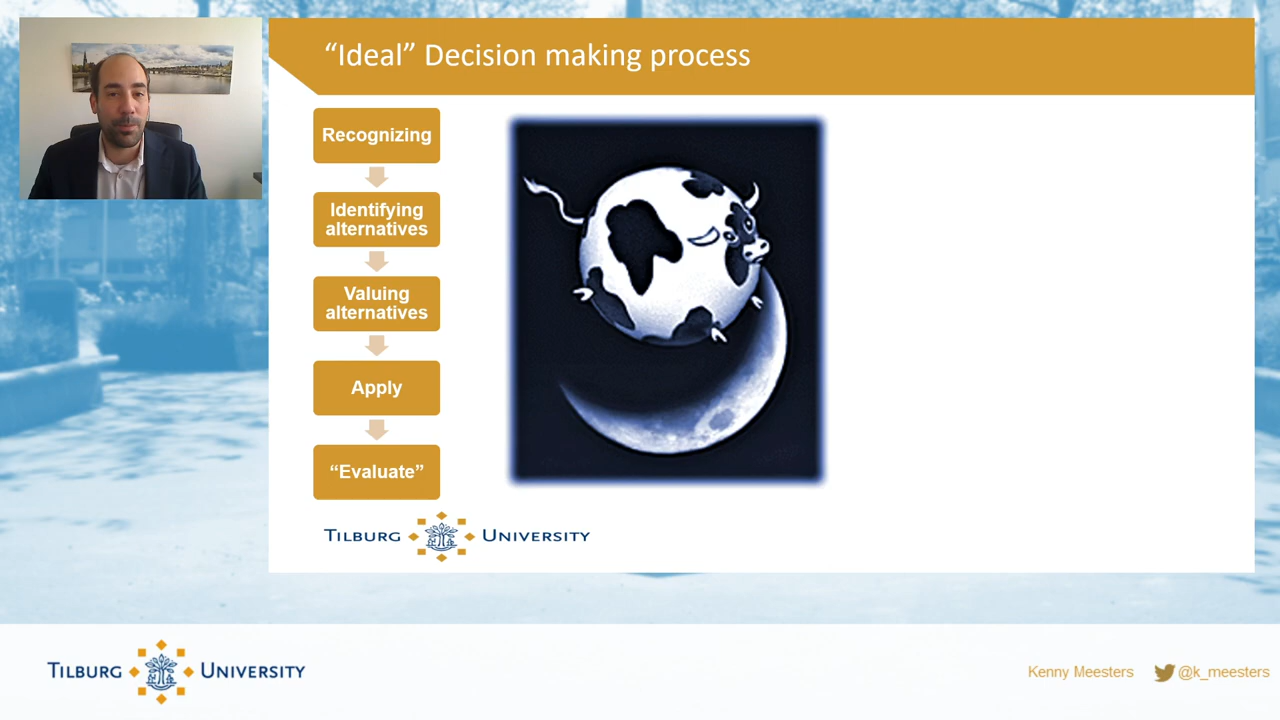 “Ideal” Decision making process
Recognizing
Identifying
alternatives
Valuing
alternatives
Apply
“Evaluate”
TILBURG UNIVERSITY
TILBURG UNIVERSITY
Kenny Meesters @k_meesters